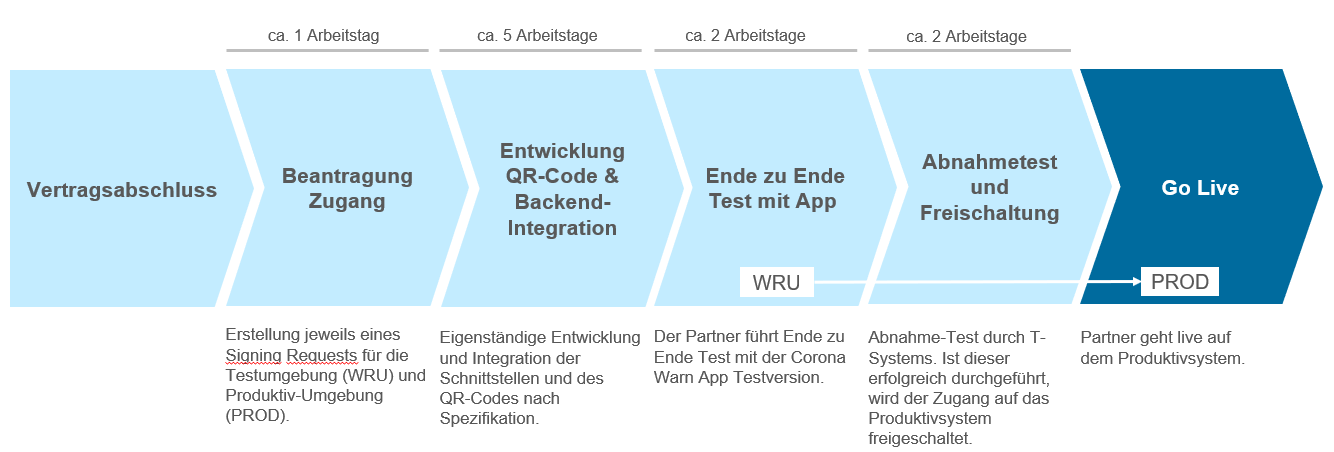 ca. 1 Arbeitstag
ca. 5 Arbeitstage
ca. 2 Arbeitstage
ca. 2 Arbeitstage
Vertragsabschluss
Beantragung
Zugang
Entwicklung
QR-Code &
Backend-
Integration
Ende zu Ende
Test mit App
Abnahmetest
und
Freischaltung
Go Live
WRU
PROD
Erstellung jeweils eines
Signing Requests für die
Testumgebung (WRU) und
Produktiv-Umgebung
(PROD).
Eigenständige Entwicklung
und Integration der
Schnittstellen und des
QR-Codes nach
Spezifikation.
Der Partner führt Ende zu
Ende Test mit der Corona
Warn App Testversion.
Abnahme-Test durch T-
Systems. Ist dieser
erfolgreich durchgeführt,
wird der Zugang auf das
Produktivsystem
freigeschaltet.
Partner geht live auf
dem Produktivsystem.